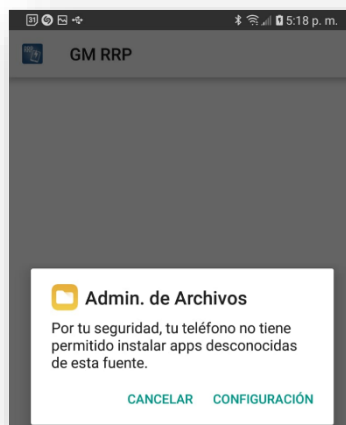 31 5:18 p. m.
GM RRP
Admin. de Archivos
Por tu seguridad, tu teléfono no tiene
permitido instalar apps desconocidas
de esta fuente.
CANCELAR CONFIGURACIÓN